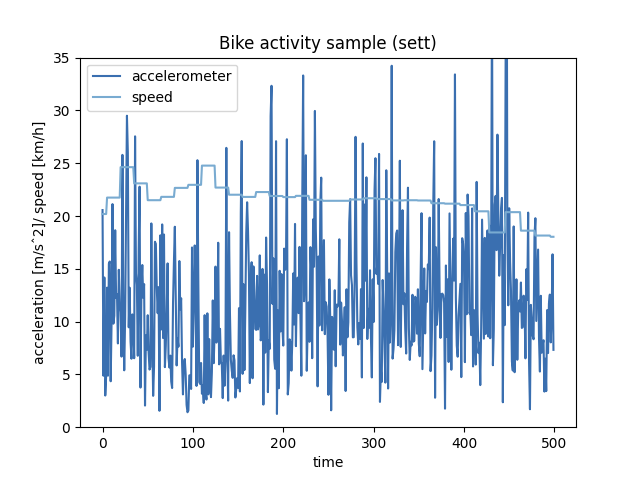 Bike activity sample (sett)
accelerometer
speed
acceleration [m/s^2]/ speed [km/h]
35
30
25
20
15
10
5
0
0 100 200 300 400 500
time